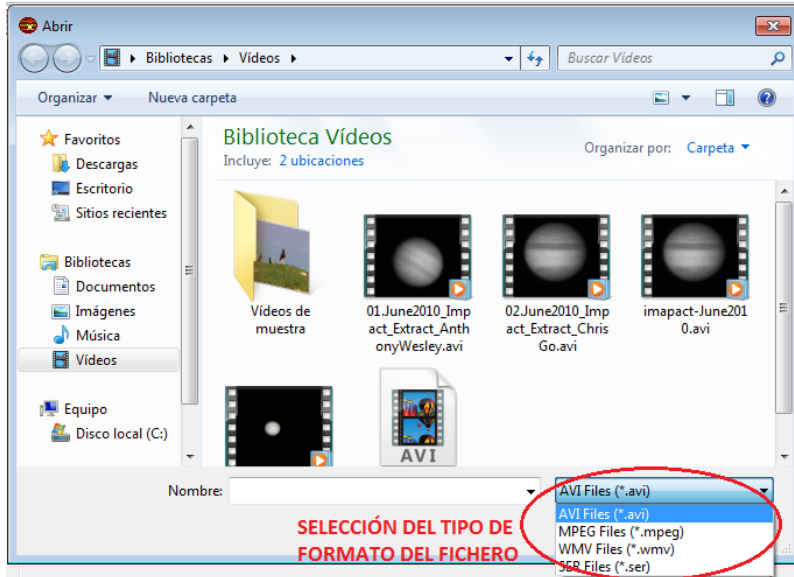 Abrir
Bibliotecas Vídeos
Buscar Vídeos
Organizar Nueva carpeta
Favoritos
Descargas
Escritorio
Sitios recientes
Bibliotecas
Documentos
Imágenes
Música
Vídeos
Equipo
Disco local (C:)
Biblioteca Vídeos
Incluye: 2 ubicaciones
Organizar por: Carpeta
Vídeos de
muestra
01.June2010_Imp
act_Extract_Anth
onyWesley.avi
02.June2010_Imp
act_Extract_Chris
Go.avi
imapact-June201
0.avi
AVI
Nombre:
AVI Files (*.avi)
AVI Files (*.avi)
MPEG Files (*.mpeg)
WMV Files (*.wmv)
SER Files (*.ser)
SELECCIÓN DEL TIPO DE
FORMATO DEL FICHERO